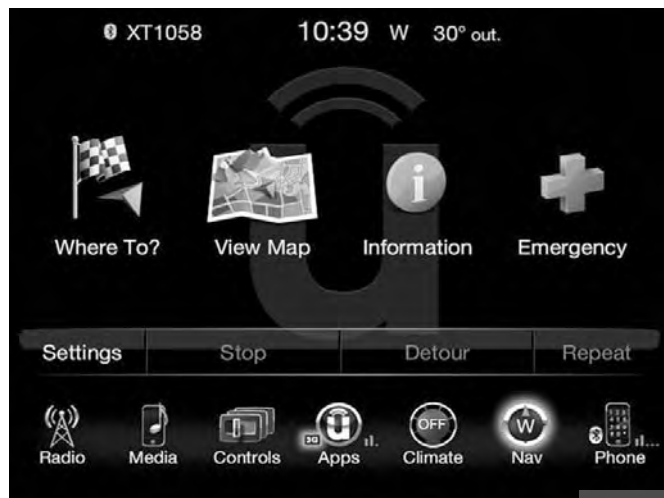 XT1058 10:39 W 30° out.
Where To? View Map Information Emergency
Settings Stop Detour Repeat
3G OFF W
Radio Media Controls Apps Climate Nav Phone